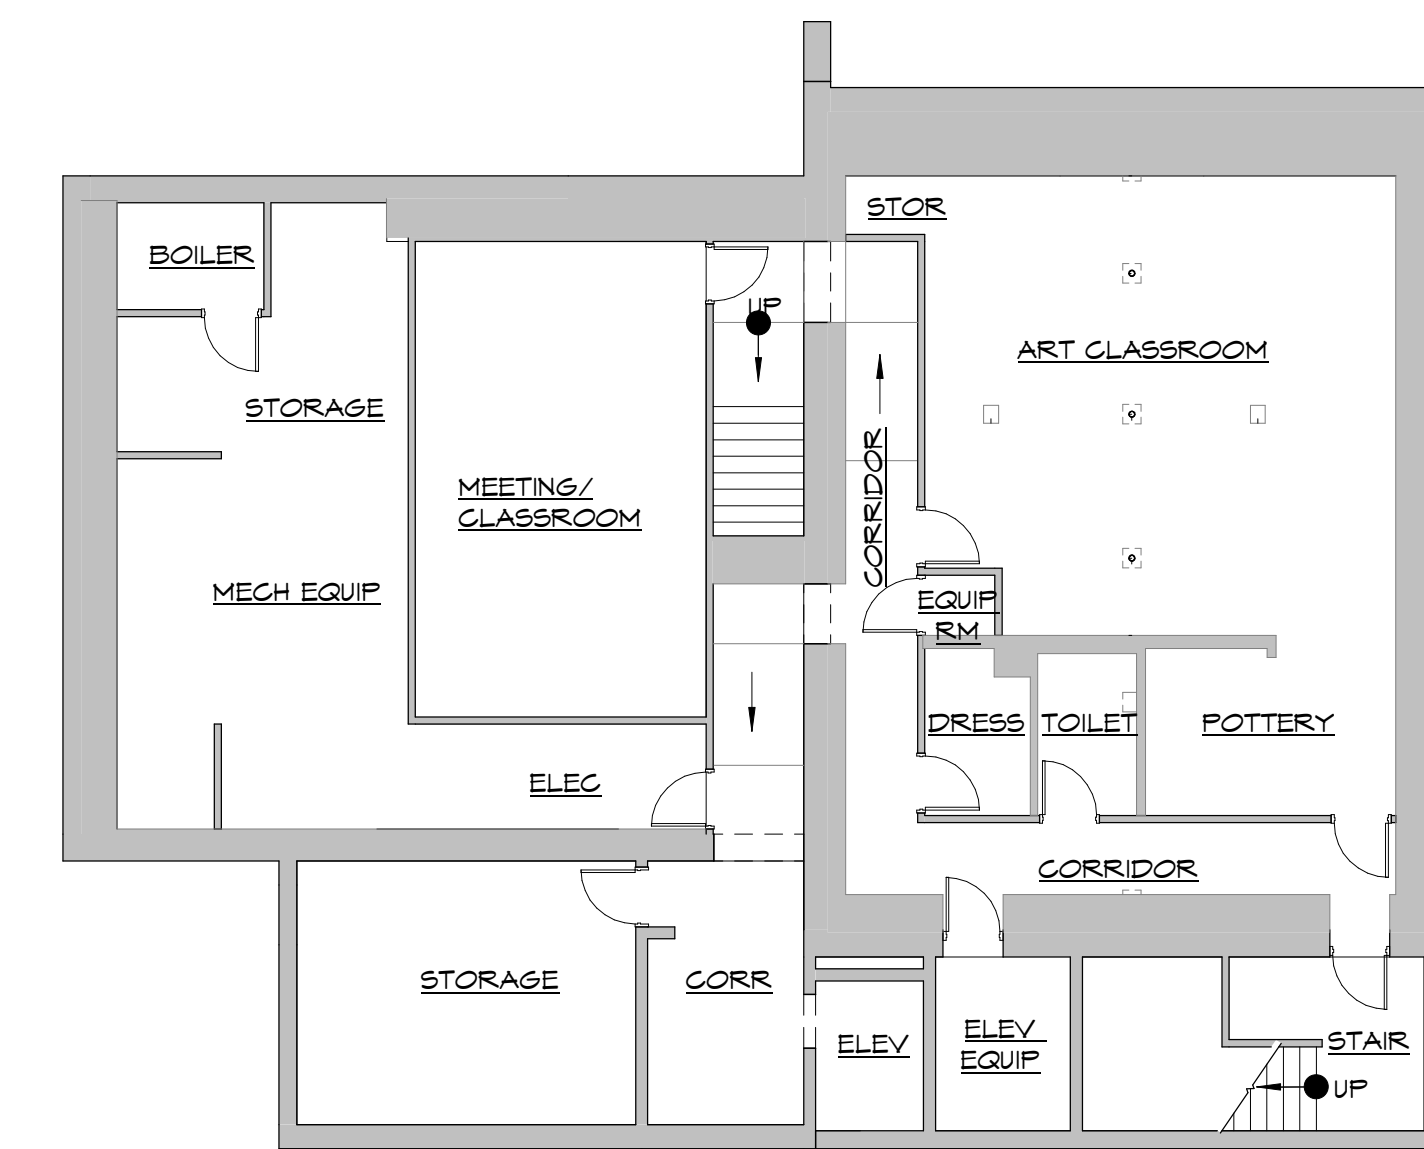 STOR
BOILER
UP
ART CLASSROOM
STORAGE
MEETING/
CLASSROOM
CORRIDOR
MECH EQUIP
EQUIP
RM
DRESS
TOILET
POTTERY
ELEC
CORRIDOR
STORAGE
CORR
ELEV
ELEV
EQUIP
STAIR
UP